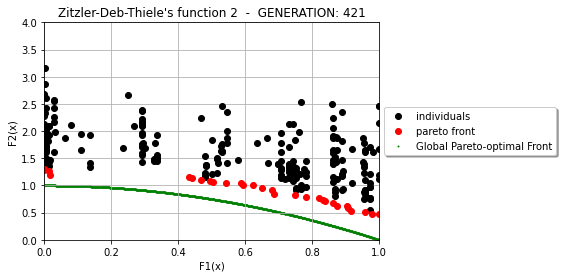 Zitzler-Deb-Thiele's function 2 - GENERATION: 421
4.0
3.5
3.0
2.5
2.0
1.5
1.0
0.5
0.0
F2(x)
0.0 0.2 0.4 0.6 0.8 1.0
F1(x)
individuals
pareto front
Global Pareto-optimal Front